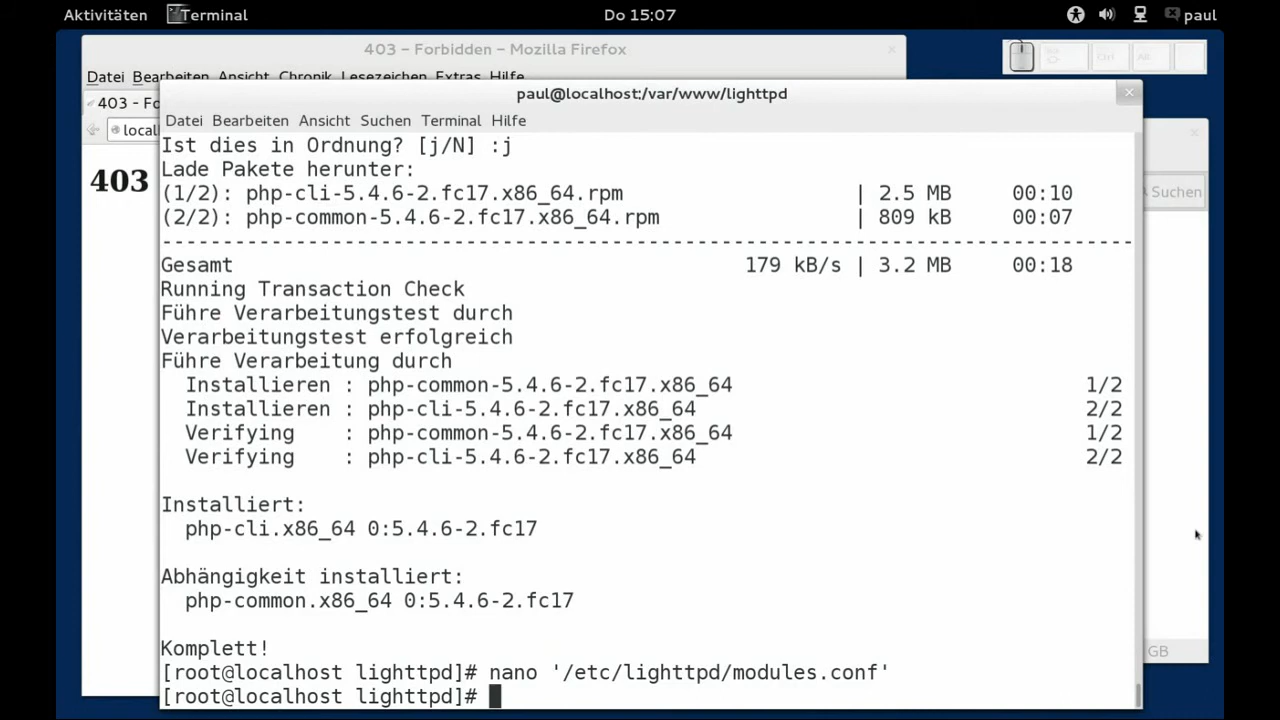 Aktivitäten Terminal Do 15:07 paul
403 – Forbidden – Mozilla Firefox
Datei Bearbeiten Ansicht Chronik Lesezeichen Extras Hilfe
403 – Fo
local
403
Suchen
GB
paul@localhost:/var/www/lighttpd
Datei Bearbeiten Ansicht Suchen Terminal Hilfe
Ist dies in Ordnung? [j/N] :j
Lade Pakete herunter:
(1/2): php-cli-5.4.6-2.fc17.x86_64.rpm | 2.5 MB 00:10
(2/2): php-common-5.4.6-2.fc17.x86_64.rpm | 809 kB 00:07
--------------------------------------------------------------------------------
Gesamt 179 kB/s | 3.2 MB 00:18
Running Transaction Check
Führe Verarbeitungstest durch
Verarbeitungstest erfolgreich
Führe Verarbeitung durch
Installieren : php-common-5.4.6-2.fc17.x86_64 1/2
Installieren : php-cli-5.4.6-2.fc17.x86_64 2/2
Verifying : php-common-5.4.6-2.fc17.x86_64 1/2
Verifying : php-cli-5.4.6-2.fc17.x86_64 2/2
Installiert:
php-cli.x86_64 0:5.4.6-2.fc17
Abhängigkeit installiert:
php-common.x86_64 0:5.4.6-2.fc17
Komplett!
[root@localhost lighttpd]# nano '/etc/lighttpd/modules.conf'
[root@localhost lighttpd]#